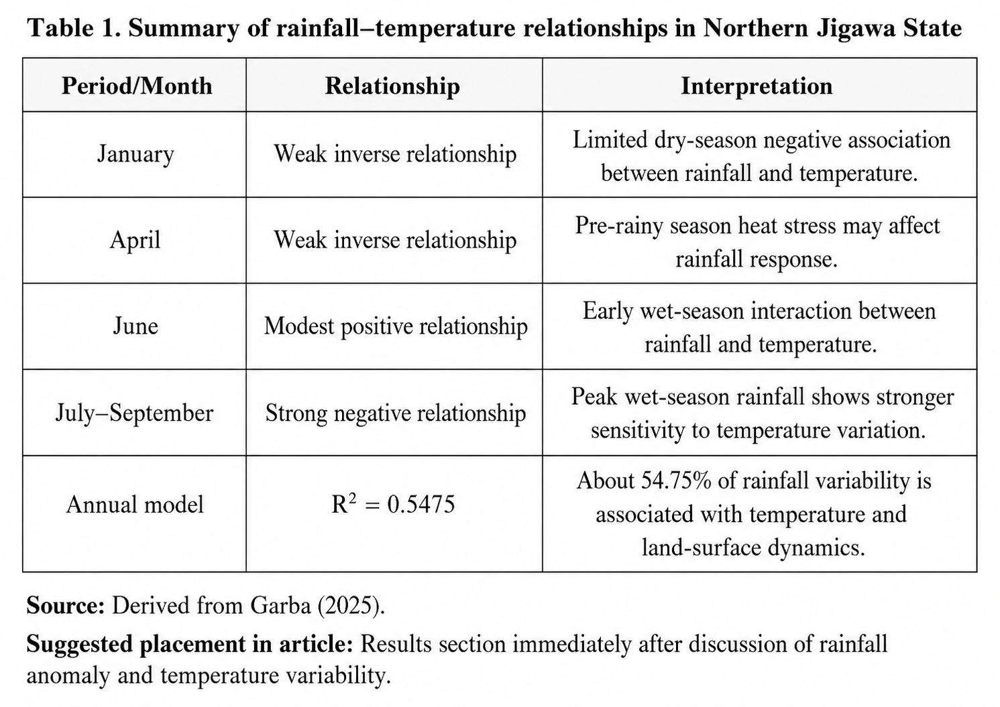 Table 1. Summary of rainfall–temperature relationships in Northern Jigawa State
Period/Month
Relationship
Interpretation
January
Weak inverse relationship
Limited dry-season negative association
between rainfall and temperature.
April
Weak inverse relationship
Pre-rainy season heat stress may affect
rainfall response.
June
Modest positive relationship
Early wet-season interaction between
rainfall and temperature.
July–September
Strong negative relationship
Peak wet-season rainfall shows stronger
sensitivity to temperature variation.
Annual model
R² = 0.5475
About 54.75% of rainfall variability is
associated with temperature and
land-surface dynamics.
Source: Derived from Garba (2025).
Suggested placement in article: Results section immediately after discussion of rainfall
anomaly and temperature variability.